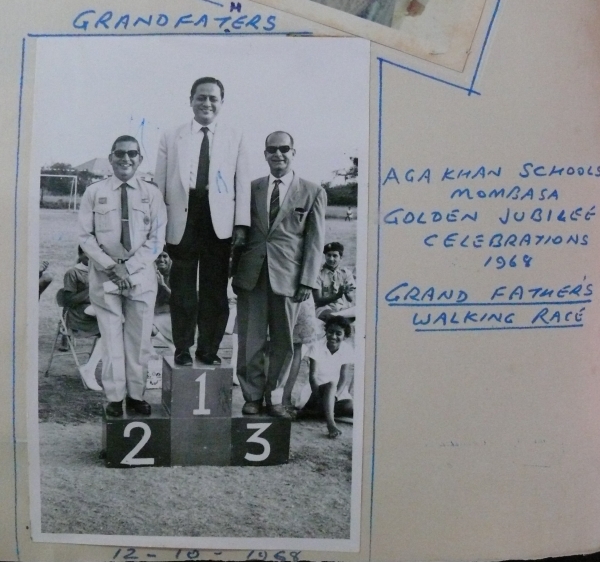 GRANDFATERS
M
AGA KHAN SCHOOLS
MOMBASA
GOLDEN JUBILEE
CELEBRATIONS
1968
GRAND FATHER'S
WALKING RACE
1
2
3
12-10-1968